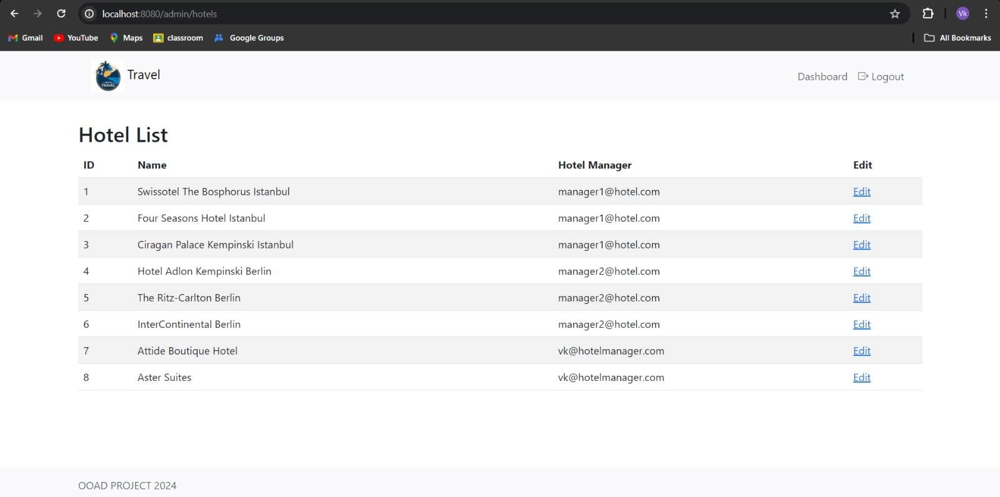 localhost:8080/admin/hotels
Vk
Gmail YouTube Maps classroom Google Groups All Bookmarks
TRAVEL
Travel Dashboard Logout
Hotel List
ID Name Hotel Manager Edit
1 Swissotel The Bosphorus Istanbul manager1@hotel.com Edit
2 Four Seasons Hotel Istanbul manager1@hotel.com Edit
3 Ciragan Palace Kempinski Istanbul manager1@hotel.com Edit
4 Hotel Adlon Kempinski Berlin manager2@hotel.com Edit
5 The Ritz-Carlton Berlin manager2@hotel.com Edit
6 InterContinental Berlin manager2@hotel.com Edit
7 Attide Boutique Hotel vk@hotelmanager.com Edit
8 Aster Suites vk@hotelmanager.com Edit
OOAD PROJECT 2024